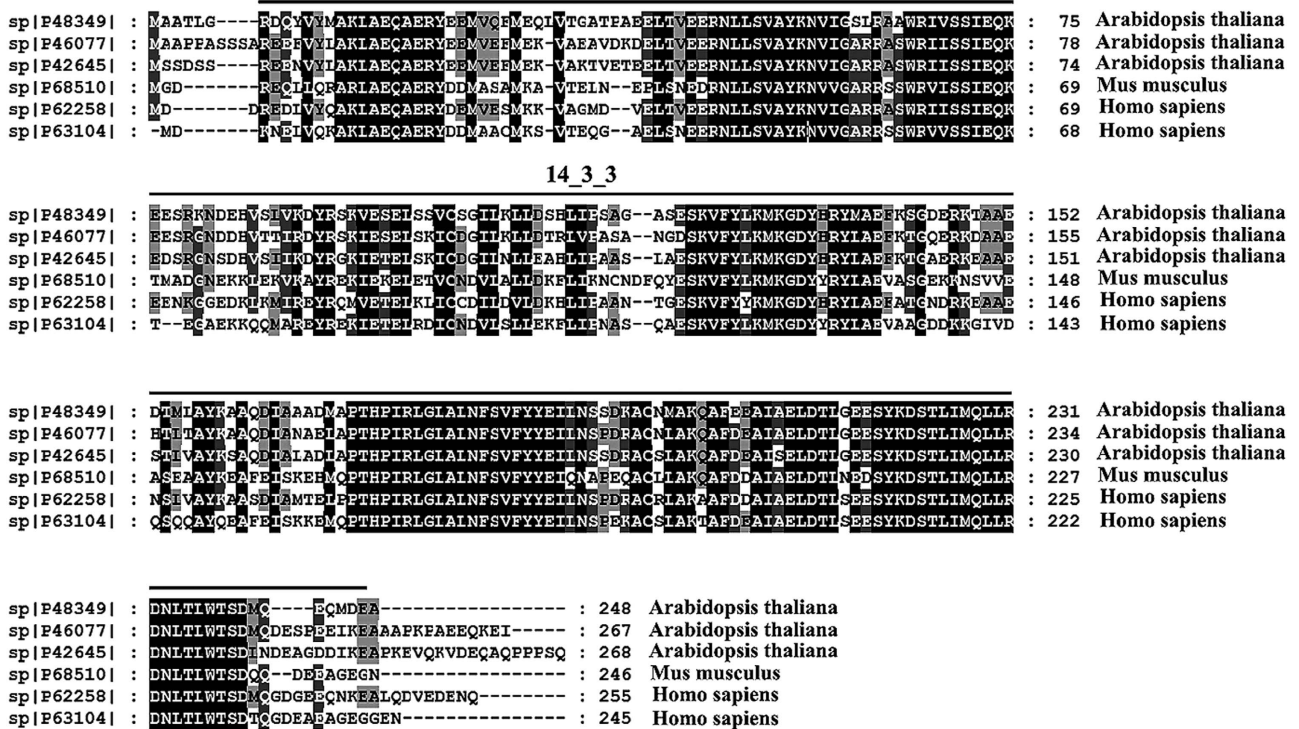 sp|P48349| : MAATLG----RDQYVYMAKLAEQAERYEEMVQFMEQLVTGATPAEELTVEERNLLSVAYKNVIGSLRAAWRIVSSIEQK : 75 Arabidopsis thaliana
sp|P46077| : MAAPPASSSAREEFVYLAKLAEQAERYEEMVEFMEK-VAEAVDKDELTVEERNLLSVAYKNVIGARRASWRIISSIEQK : 78 Arabidopsis thaliana
sp|P42645| : MSSDSS----REENVYLAKLAEQAERYEEMVEFMEK-VAKTVETEELTVEERNLLSVAYKNVIGARRASWRIISSIEQK : 74 Arabidopsis thaliana
sp|P68510| : MGD-------REQLLQRARLAEQAERYDDMASAMKA-VTELN--EPLSNEDRNLLSVAYKNVVGARRSSWRVISSIEQK : 69 Mus musculus
sp|P62258| : MD------DREDLVYQAKLAEQAERYDEMVESMKK-VAGMD--VELTVEERNLLSVAYKNVIGARRASWRIISSIEQK : 69 Homo sapiens
sp|P63104| : -MD-------KNELVQKAKLAEQAERYDDMAACMKS-VTEQG--AELSNEERNLLSVAYKNVVGARRSSWRVVSSIEQK : 68 Homo sapiens
14_3_3
sp|P48349| : EESRKNDEHVSLVKDYRSKVESELSSVCSGILKLLDSHLIPSAG--ASESKVFYLKMKGDYHRYMAEFKSGDERKTAAE : 152 Arabidopsis thaliana
sp|P46077| : EESRGNDDHVTTIRDYRSKIESELSKICDGILKLLDTRLVPASA--NGDSKVFYLKMKGDYHRYLAEFKTGQERKDAAE : 155 Arabidopsis thaliana
sp|P42645| : EDSRGNSDHVSIIKDYRGKIETELSKICDGILNLLEAHLIPAAS--LAESKVFYLKMKGDYHRYLAEFKTGAERKEAAE : 151 Arabidopsis thaliana
sp|P68510| : TMADGNEKKLEKVKAYREKIEKELETVCNDVLALLDKFLIKNCNDFQYESKVFYLKMKGDYYRYLAEVASGEKKNSVVE : 148 Mus musculus
sp|P62258| : EENKGGEDKLKMIREYRQMVETELKLICCDILDVLDKHLIPAAN--TGESKVFYYKMKGDYHRYLAEFATGNDRKEAAE : 146 Homo sapiens
sp|P63104| : T--EGAEKKQQMAREYREKIETELRDICNDVLSLLEKFLIPNAS--QAESKVFYLKMKGDYYRYLAEVAAGDDKKGIVD : 143 Homo sapiens
sp|P48349| : DTMLAYKAAQDIAAADMAPTHPIRLGLALNFSVFYYEILNSSDKACNMAKQAFEEAIAELDTLGEESYKDSTLIMQLLR : 231 Arabidopsis thaliana
sp|P46077| : HTLTAYKAAQDIANAELAPTHPIRLGLALNFSVFYYEILNSPDRACNLAKQAFDEAIAELDTLGEESYKDSTLIMQLLR : 234 Arabidopsis thaliana
sp|P42645| : STLVAYKSAQDIALADLAPTHPIRLGLALNFSVFYYEILNSSDRACSLAKQAFDEAISELDTLGEESYKDSTLIMQLLR : 230 Arabidopsis thaliana
sp|P68510| : ASEAAYKEAFEISKEHMQPTHPIRLGLALNFSVFYYEIQNAPEQACLLAKQAFDDAIAELDTLNEDSYKDSTLIMQLLR : 227 Mus musculus
sp|P62258| : NSLVAYKAASDIAMTELPPTHPIRLGLALNFSVFYYEILNSPDRACRLAKAAFDDAIAELDTLSEESYKDSTLIMQLLR : 225 Homo sapiens
sp|P63104| : QSQQAYQEAFEISKKEMQPTHPIRLGLALNFSVFYYEILNSPEKACSLAKTAFDEAIAELDTLSEESYKDSTLIMQLLR : 222 Homo sapiens
sp|P48349| : DNLTLWTSDMQ----EQMDEA----------------- : 248 Arabidopsis thaliana
sp|P46077| : DNLTLWTSDMQDESPEEIKEAAAPKPAEEQKEI----- : 267 Arabidopsis thaliana
sp|P42645| : DNLTLWTSDINDEAGDDIKEAPKEVQKVDEQAQPPPSQ : 268 Arabidopsis thaliana
sp|P68510| : DNLTLWTSDQQ--DEEAGEGN----------------- : 246 Mus musculus
sp|P62258| : DNLTLWTSDMQGDGEEQNKEALQDVEDENQ-------- : 255 Homo sapiens
sp|P63104| : DNLTLWTSDTQGDEAEAGEGGEN--------------- : 245 Homo sapiens